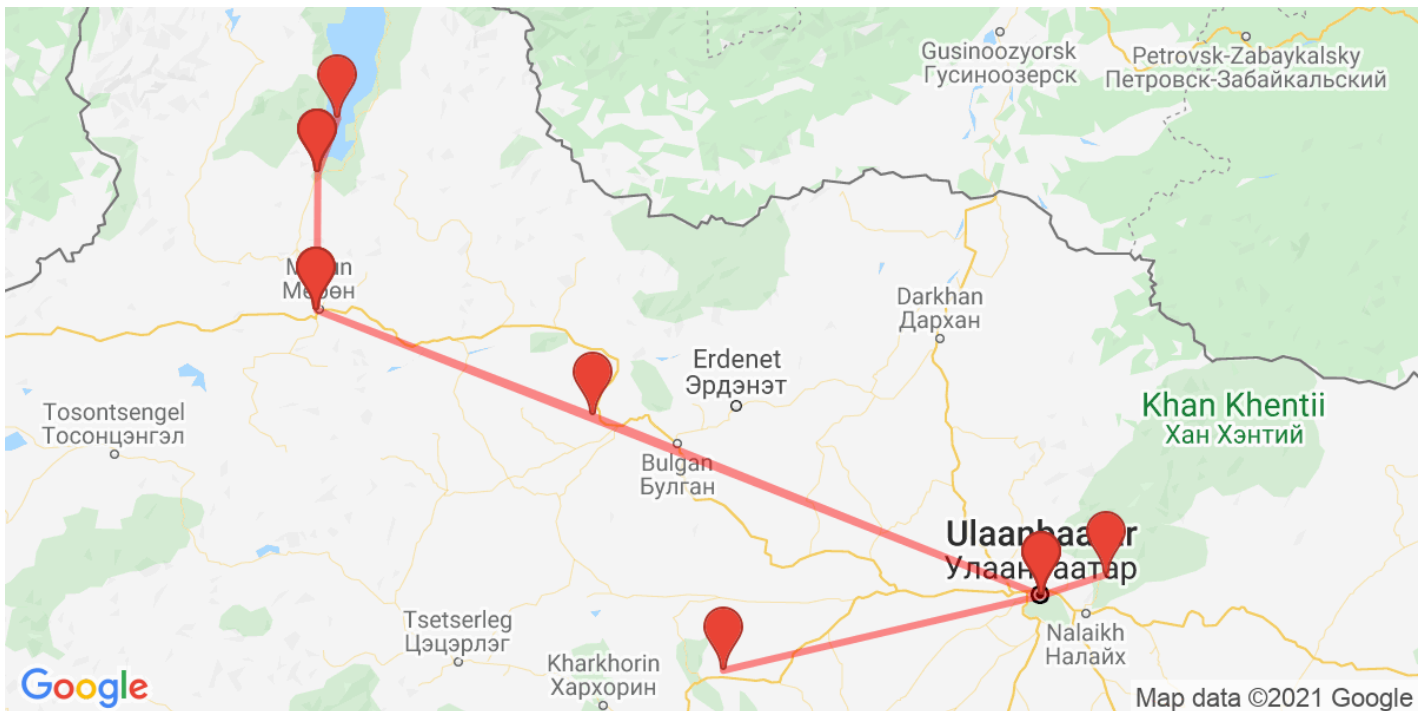 Gusinoozyorsk
Гусиноозерск
Petrovsk-Zabaykalsky
Петровск-Забайкальский
Darkhan
Дархан
Erdenet
Эрдэнэт
Khan Khentii
Хан Хэнтий
Tosontsengel
Тосонцэнгэл
Bulgan
Булган
Tsetserleg
Цэцэрлэг
Kharkhorin
Хархорин
Nalaikh
Налайх
Google
Map data ©2021 Google